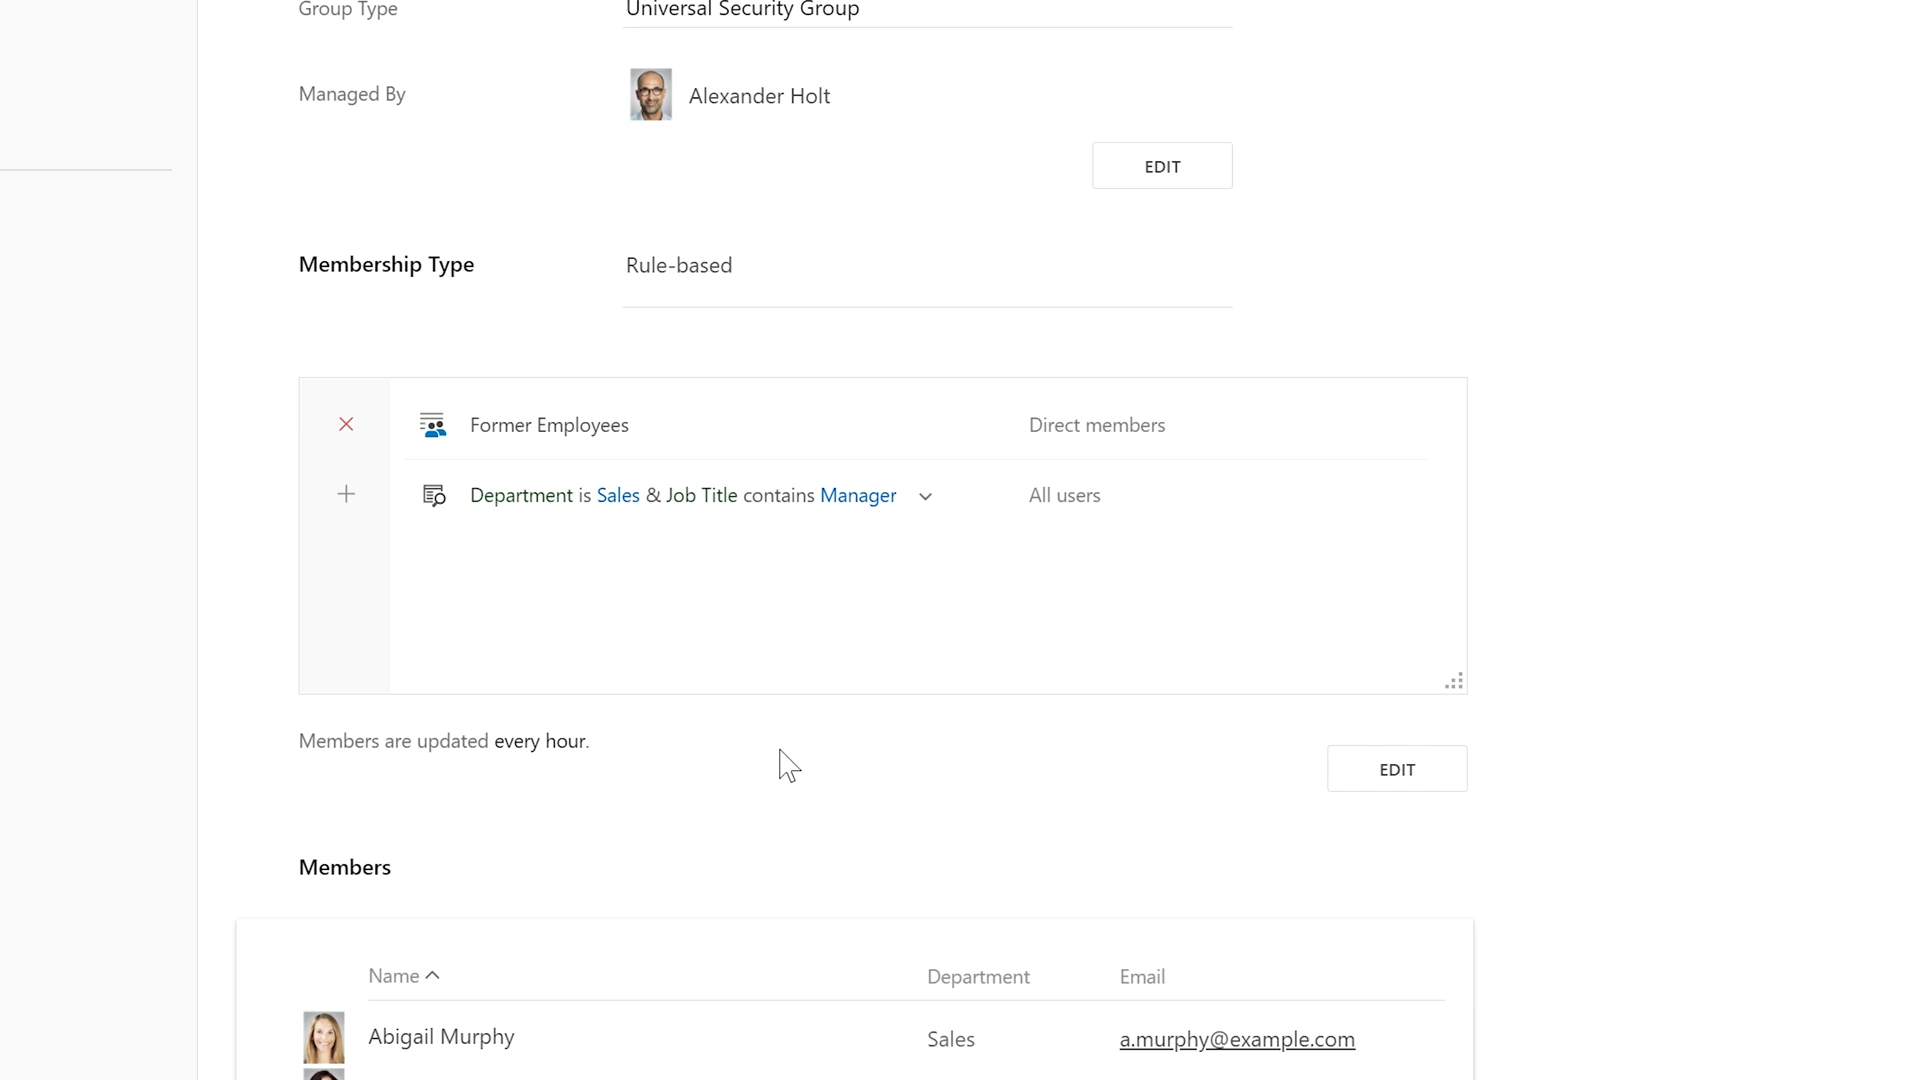 Group Type
Universal Security Group
Managed By
Alexander Holt
EDIT
Membership Type
Rule-based
Former Employees
Direct members
Department is Sales & Job Title contains Manager
All users
Members are updated every hour.
EDIT
Members
Name
Department
Email
Abigail Murphy
Sales
a.murphy@example.com